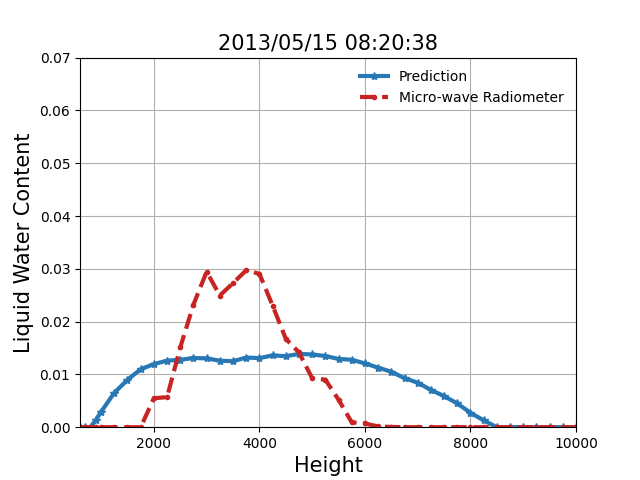 2013/05/15 08:20:38
0.07
0.06
0.05
0.04
0.03
0.02
0.01
0.00
Liquid Water Content
Prediction
Micro-wave Radiometer
2000 4000 6000 8000 10000
Height